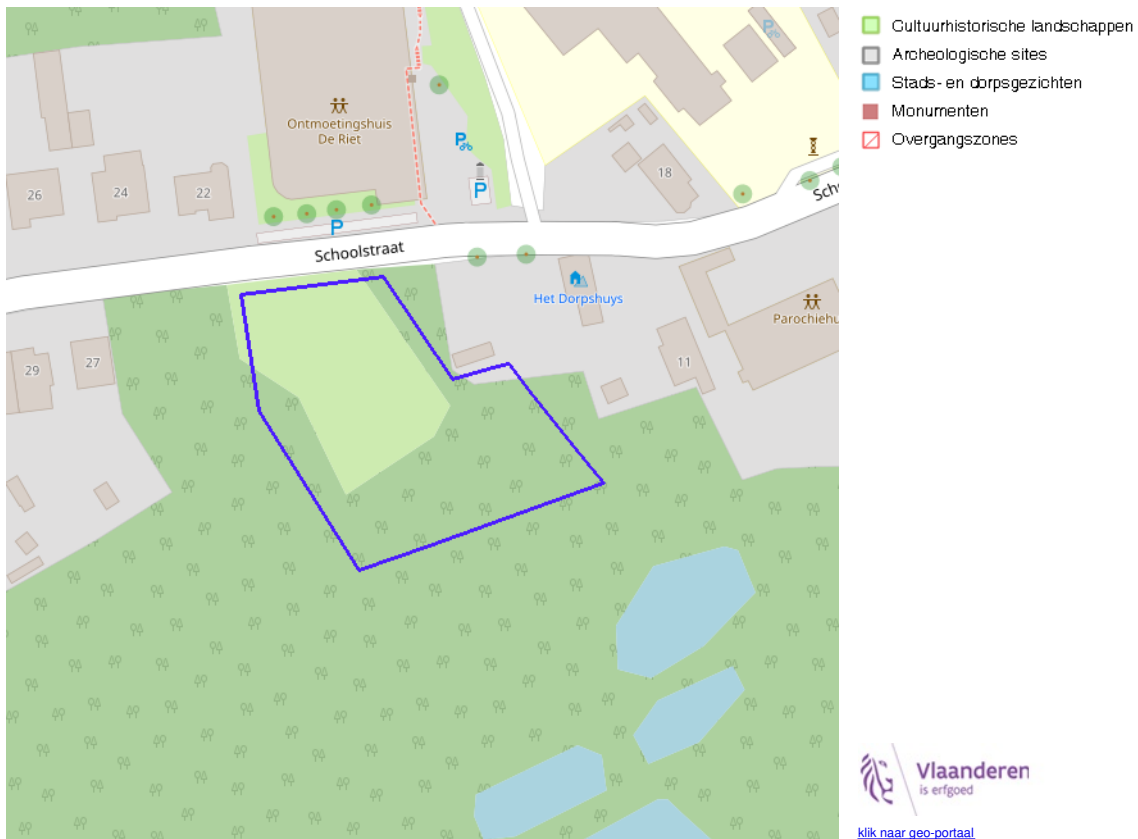 Ontmoetingshuis
De Riet
P
P
P
26
24
22
18
Scho
Schoolstraat
Het Dorpshuys
Parochiehu
29
27
11
Cultuurhistorische landschappen
Archeologische sites
Stads- en dorpsgezichten
Monumenten
Overgangszones
Vlaanderen
is erfgoed
klik naar geo-portaal